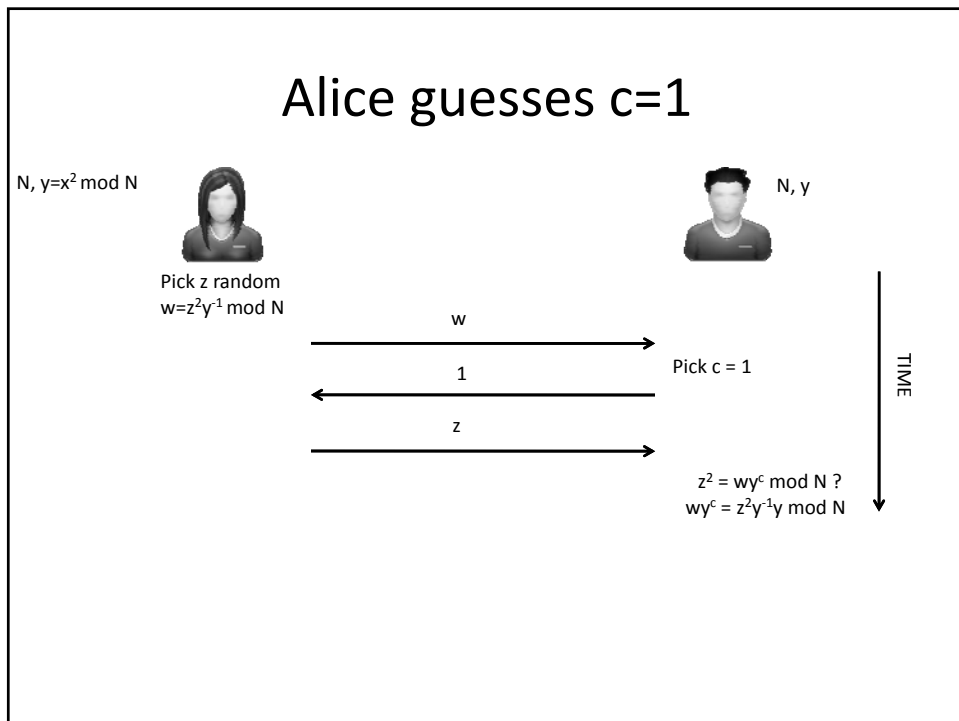 Alice guesses c=1
N, y=x² mod N
N, y
Pick z random
w=z²y⁻¹ mod N
w
Pick c = 1
1
z
TIME
z² = wyᶜ mod N ?
wyᶜ = z²y⁻¹y mod N